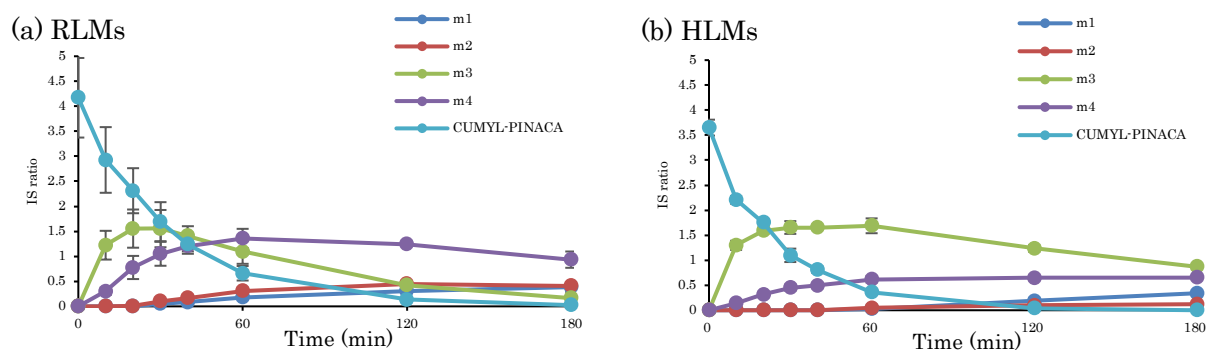 (a) RLMs
m1
m2
m3
m4
CUMYL-PINACA
5
4.5
4
3.5
3
2.5
2
1.5
1
0.5
0
IS ratio
0
60
120
180
Time (min)
(b) HLMs
m1
m2
m3
m4
CUMYL-PINACA
5
4.5
4
3.5
3
2.5
2
1.5
1
0.5
0
IS ratio
0
60
120
180
Time (min)